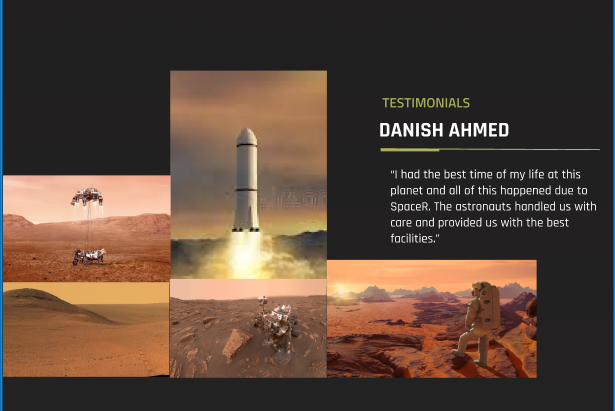 TESTIMONIALS
DANISH AHMED
"I had the best time of my life at this
planet and all of this happened due to
SpaceR. The astronauts handled us with
care and provided us with the best
facilities."